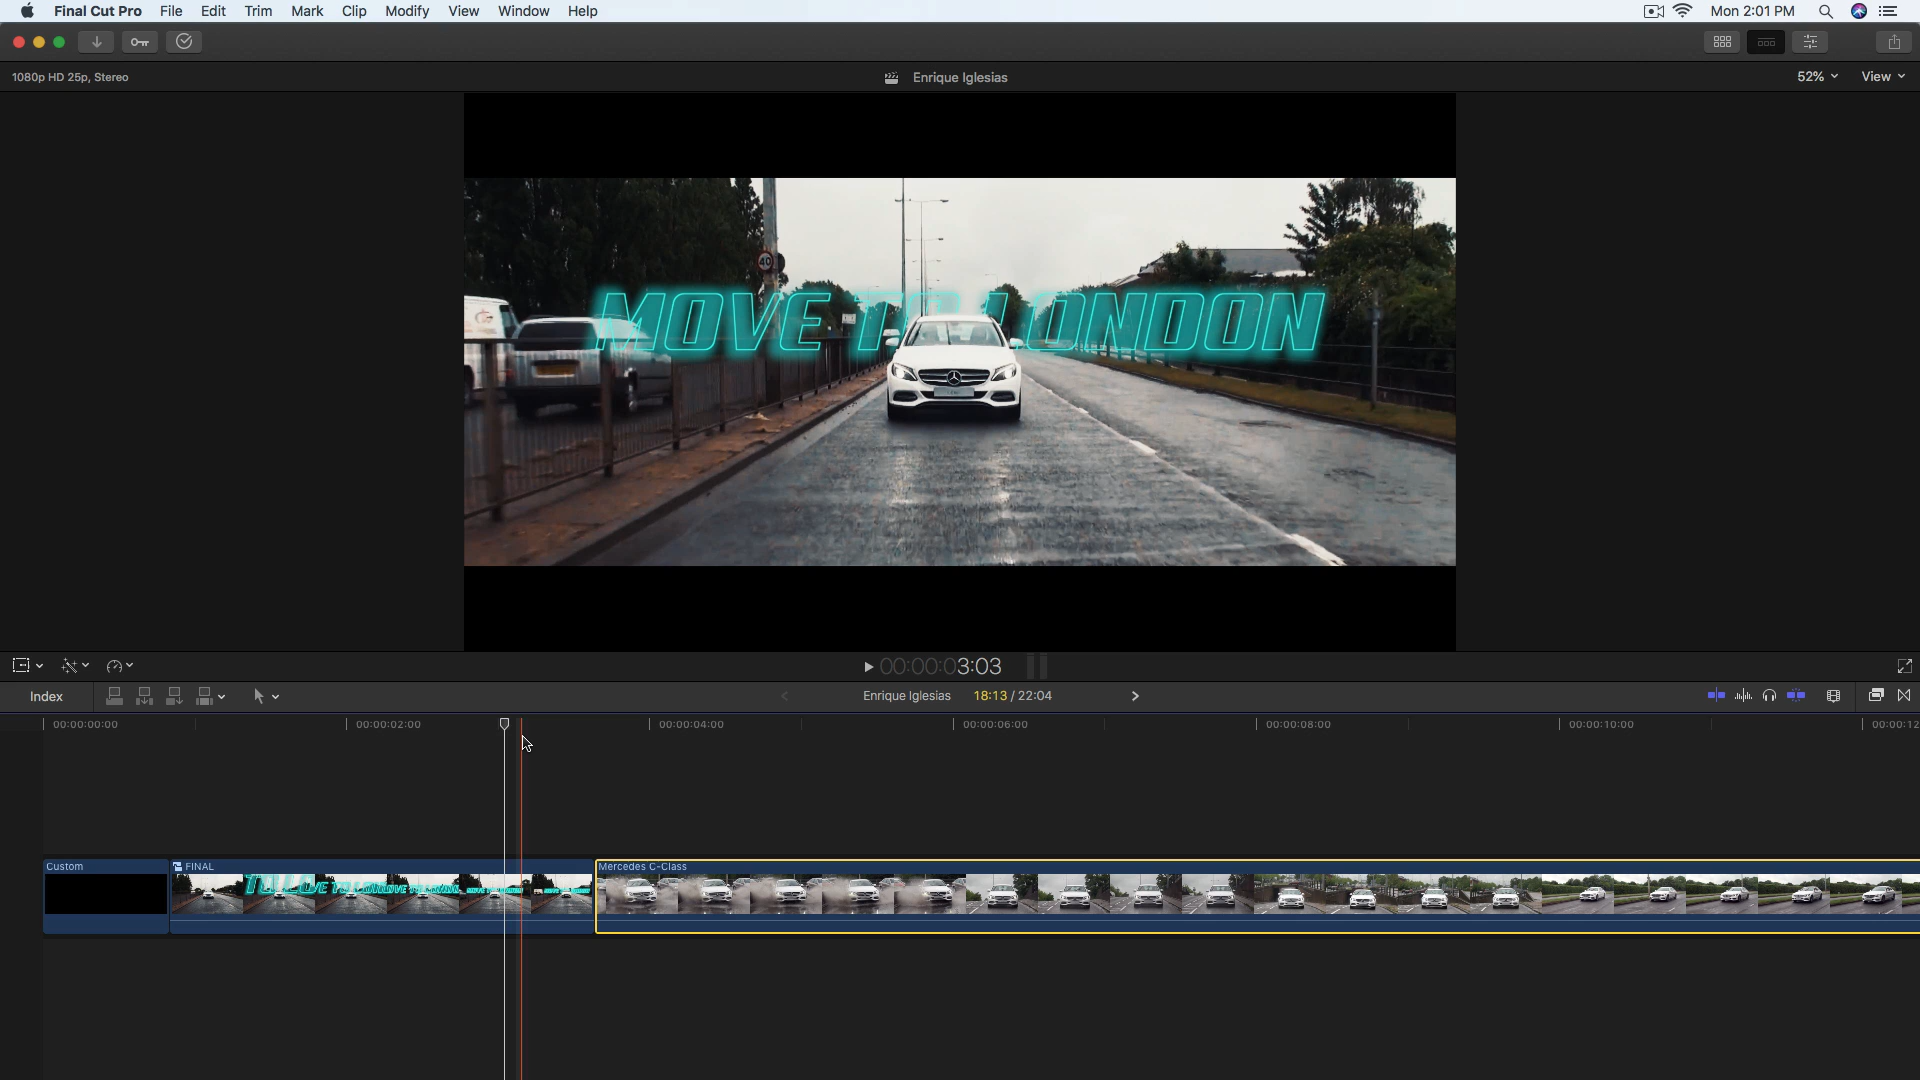 Final Cut Pro File Edit Trim Mark Clip Modify View Window Help Mon 2:01 PM
1080p HD 25p, Stereo Enrique Iglesias 52% View
40
MOVE TO LONDON
00:00:03:03
Index Enrique Iglesias 18:13 / 22:04
00:00:00:00 00:00:02:00 00:00:04:00 00:00:06:00 00:00:08:00 00:00:10:00 00:00:12
Custom FINAL Mercedes C-Class